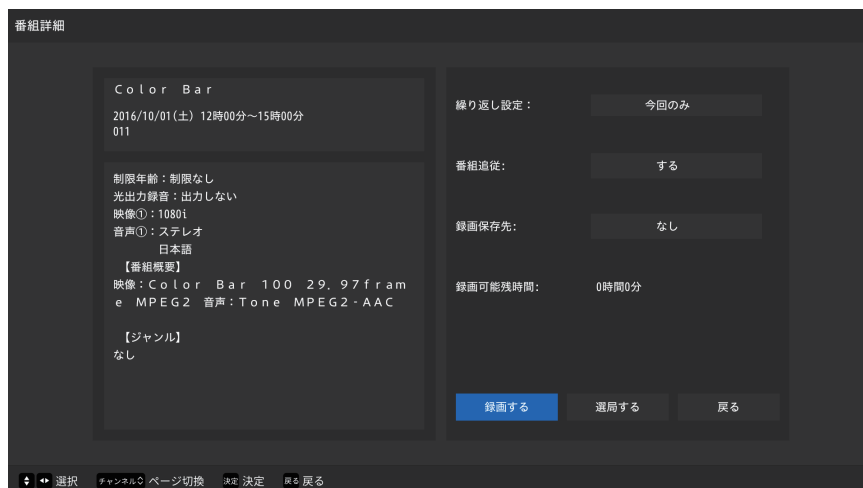 番組詳細
Ｃｏｌｏｒ　Ｂａｒ
2016/10/01(土) 12時00分～15時00分
011
制限年齢：制限なし
光出力録音：出力しない
映像①：1080i
音声①：ステレオ
日本語
【番組概要】
映像：Ｃｏｌｏｒ　Ｂａｒ　１００　２９．９７ｆｒａｍ
ｅ　ＭＰＥＧ２　音声：Ｔｏｎｅ　ＭＰＥＧ２‐ＡＡＣ
【ジャンル】
なし
繰り返し設定： 今回のみ
番組追従: する
録画保存先: なし
録画可能残時間: 0時間0分
録画する 選局する 戻る
選択 チャンネル ページ切換 決定 決定 戻る 戻る